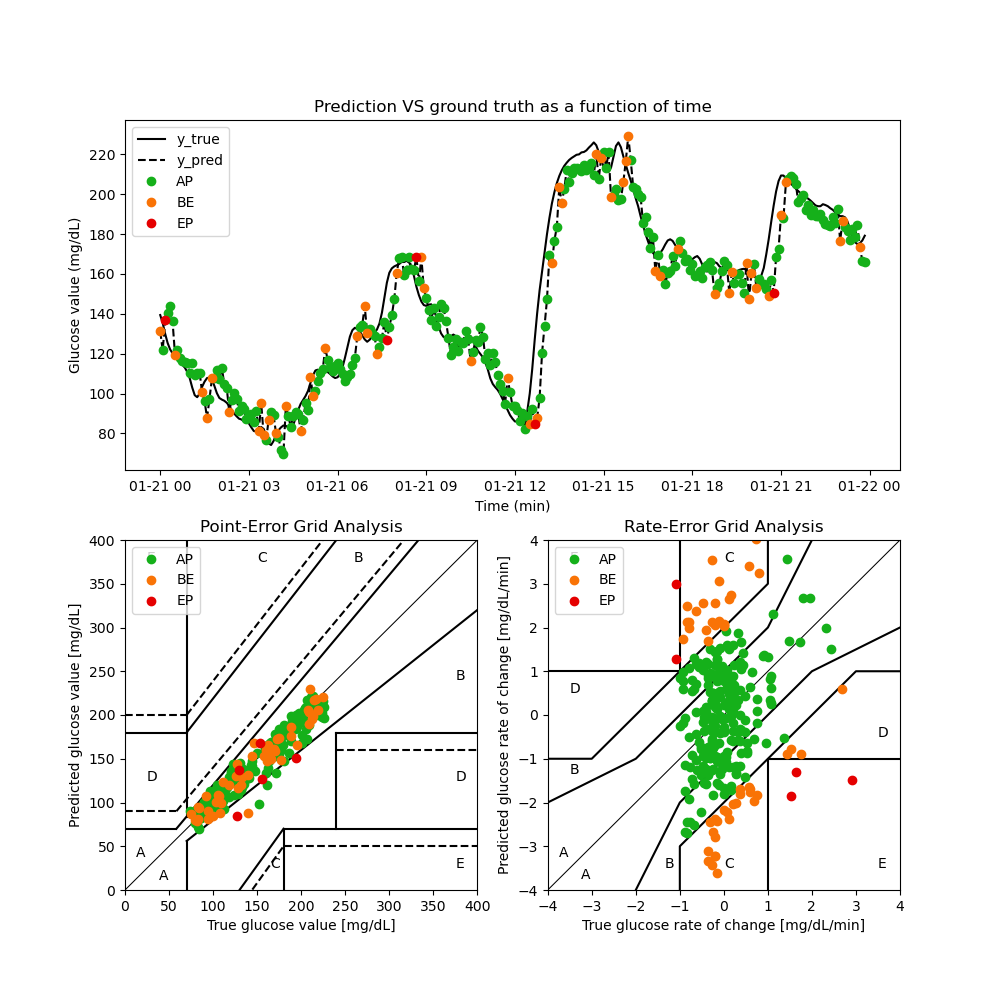 Prediction VS ground truth as a function of time
y_true
y_pred
AP
BE
EP
Glucose value (mg/dL)
220
200
180
160
140
120
100
80
01-21 00 01-21 03 01-21 06 01-21 09 01-21 12 01-21 15 01-21 18 01-21 21 01-22 00
Time (min)
Point-Error Grid Analysis
AP
BE
EP
C
B
B
D
D
A
A
C
E
Predicted glucose value [mg/dL]
400
350
300
250
200
150
100
50
0
0 50 100 150 200 250 300 350 400
True glucose value [mg/dL]
Rate-Error Grid Analysis
AP
BE
EP
C
D
D
B
A
A
B
C
E
Predicted glucose rate of change [mg/dL/min]
4
3
2
1
0
−1
−2
−3
−4
−4 −3 −2 −1 0 1 2 3 4
True glucose rate of change [mg/dL/min]